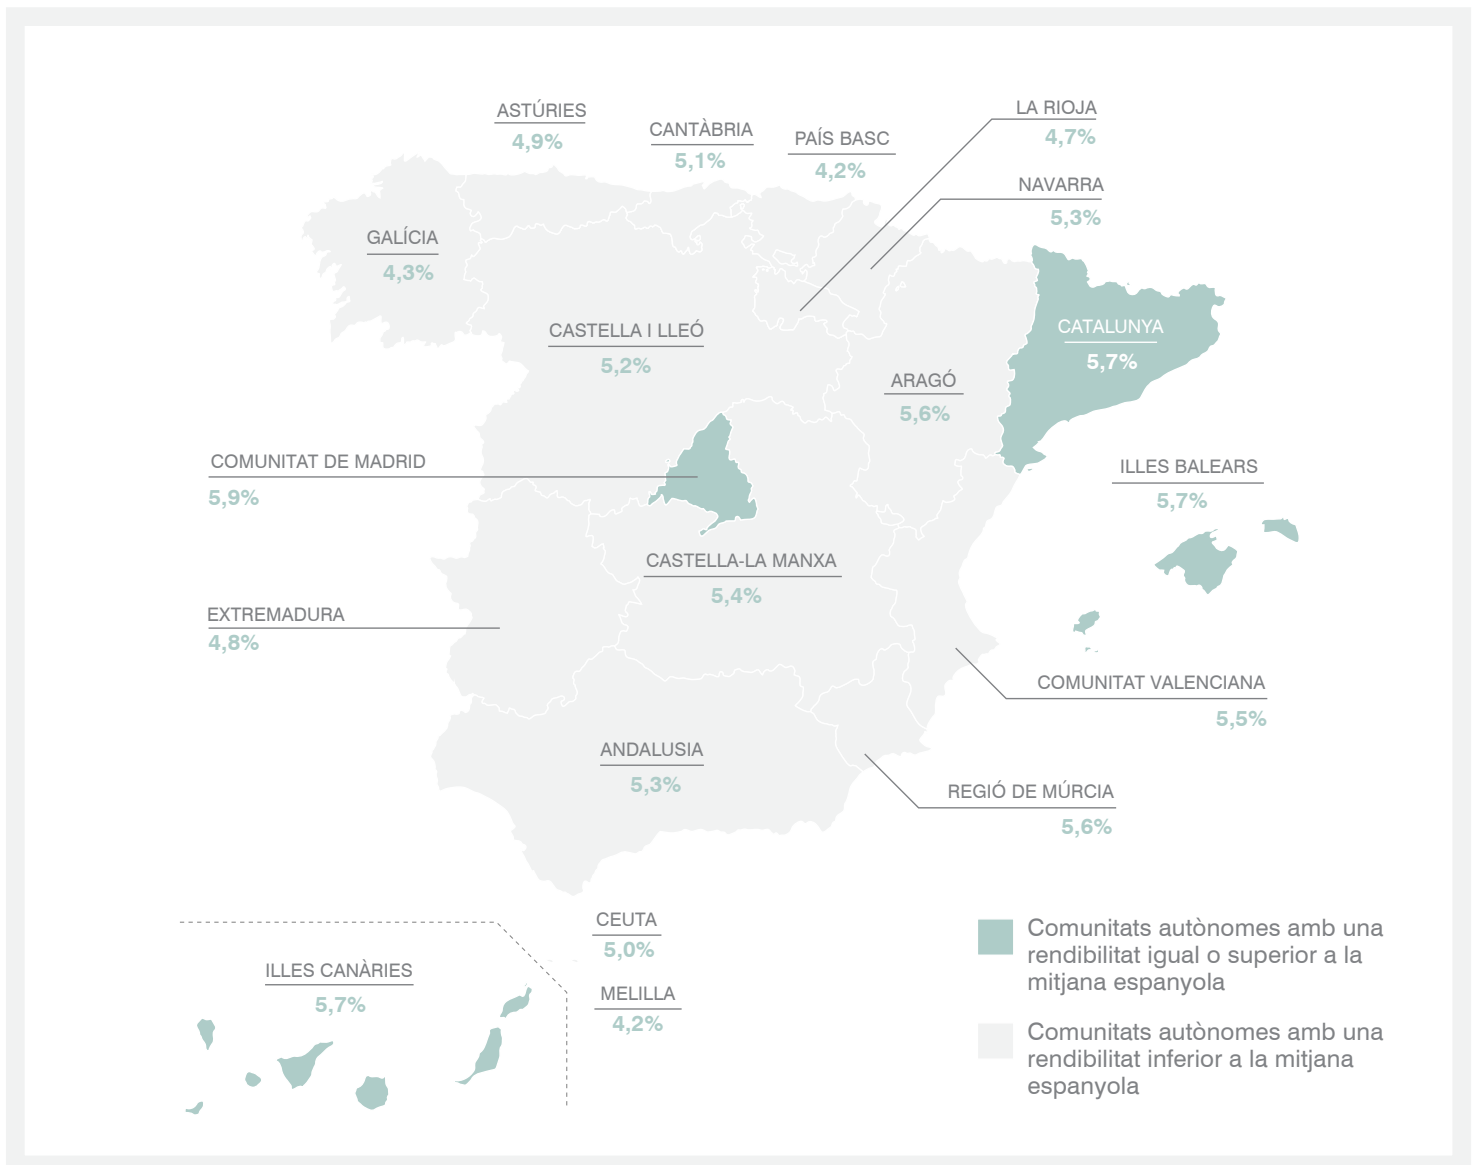 ASTÚRIES
4,9%
CANTÀBRIA
5,1%
PAÍS BASC
4,2%
LA RIOJA
4,7%
NAVARRA
5,3%
GALÍCIA
4,3%
CASTELLA I LLEÓ
5,2%
CATALUNYA
5,7%
ARAGÓ
5,6%
COMUNITAT DE MADRID
5,9%
ILLES BALEARS
5,7%
CASTELLA-LA MANXA
5,4%
EXTREMADURA
4,8%
COMUNITAT VALENCIANA
5,5%
ANDALUSIA
5,3%
REGIÓ DE MÚRCIA
5,6%
CEUTA
5,0%
MELILLA
4,2%
ILLES CANÀRIES
5,7%
Comunitats autònomes amb una
rendibilitat igual o superior a la
mitjana espanyola
Comunitats autònomes amb una
rendibilitat inferior a la mitjana
espanyola